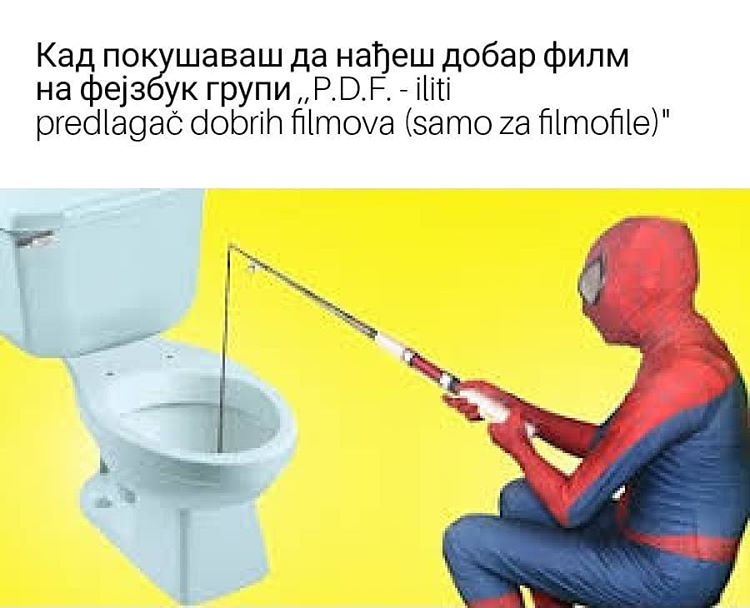 Кад покушаваш да нађеш добар филм
на фејзбук групи ,,P.D.F. - iliti
predlagač dobrih filmova (samo za filmofile)"